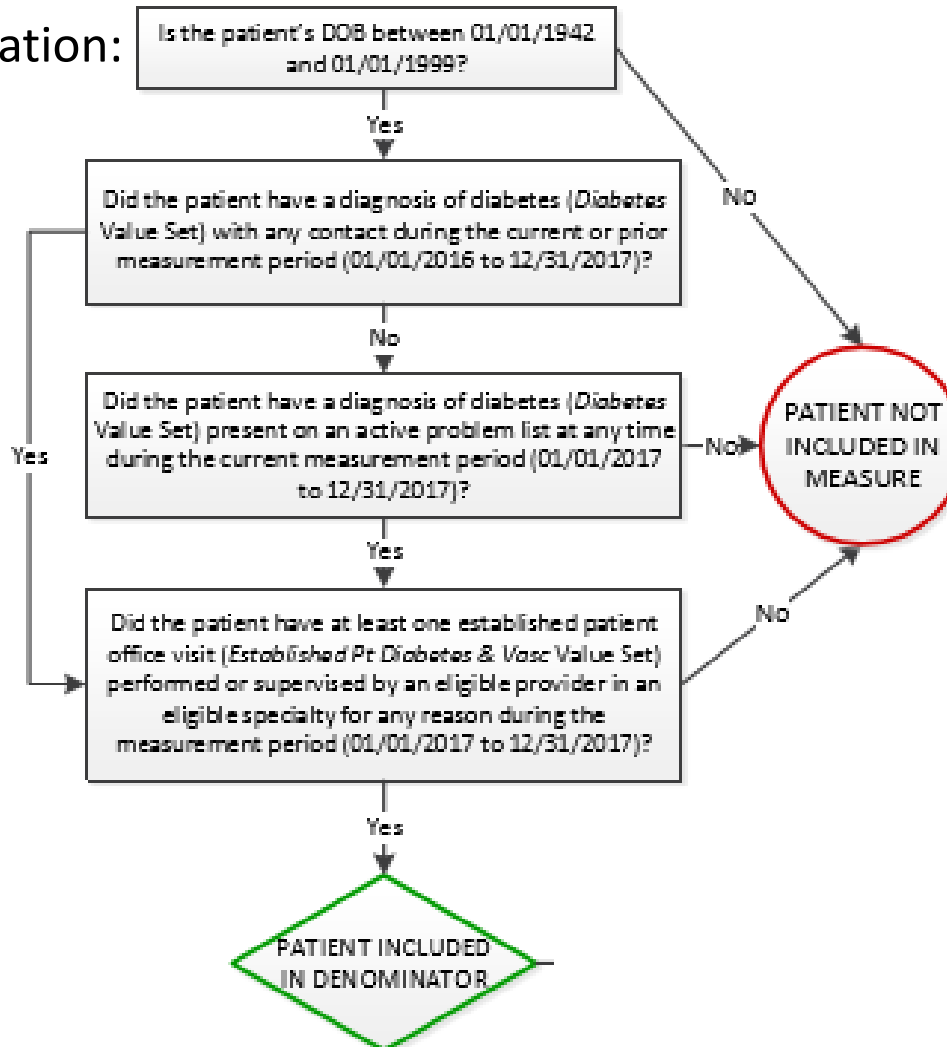 ation:
Is the patient's DOB between 01/01/1942
and 01/01/1999?
Yes
No
Did the patient have a diagnosis of diabetes (Diabetes
Value Set) with any contact during the current or prior
measurement period (01/01/2016 to 12/31/2017)?
No
Did the patient have a diagnosis of diabetes (Diabetes
Value Set) present on an active problem list at any time
during the current measurement period (01/01/2017
to 12/31/2017)?
Yes
No
PATIENT NOT
INCLUDED IN
MEASURE
Yes
Did the patient have at least one established patient
office visit (Established Pt Diabetes & Vasc Value Set)
performed or supervised by an eligible provider in an
eligible specialty for any reason during the
measurement period (01/01/2017 to 12/31/2017)?
No
Yes
PATIENT INCLUDED
IN DENOMINATOR